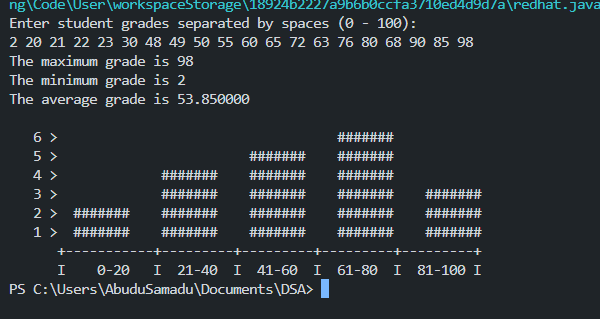 ng\Code\User\workspaceStorage\1892462227a9b6b0ccfa3710ed4d9d7a\redhat.java
Enter student grades separated by spaces (0 - 100):
2 20 21 22 23 30 48 49 50 55 60 65 72 63 76 80 68 90 85 98
The maximum grade is 98
The minimum grade is 2
The average grade is 53.850000
   6 >                                   #######
   5 >                        #######    #######
   4 >             #######    #######    #######
   3 >             #######    #######    #######    #######
   2 >  #######    #######    #######    #######    #######
   1 >  #######    #######    #######    #######    #######
      +-----------+---------+---------+---------+---------+
      I    0-20   I  21-40  I  41-60  I  61-80  I  81-100 I
PS C:\Users\AbuduSamadu\Documents\DSA>